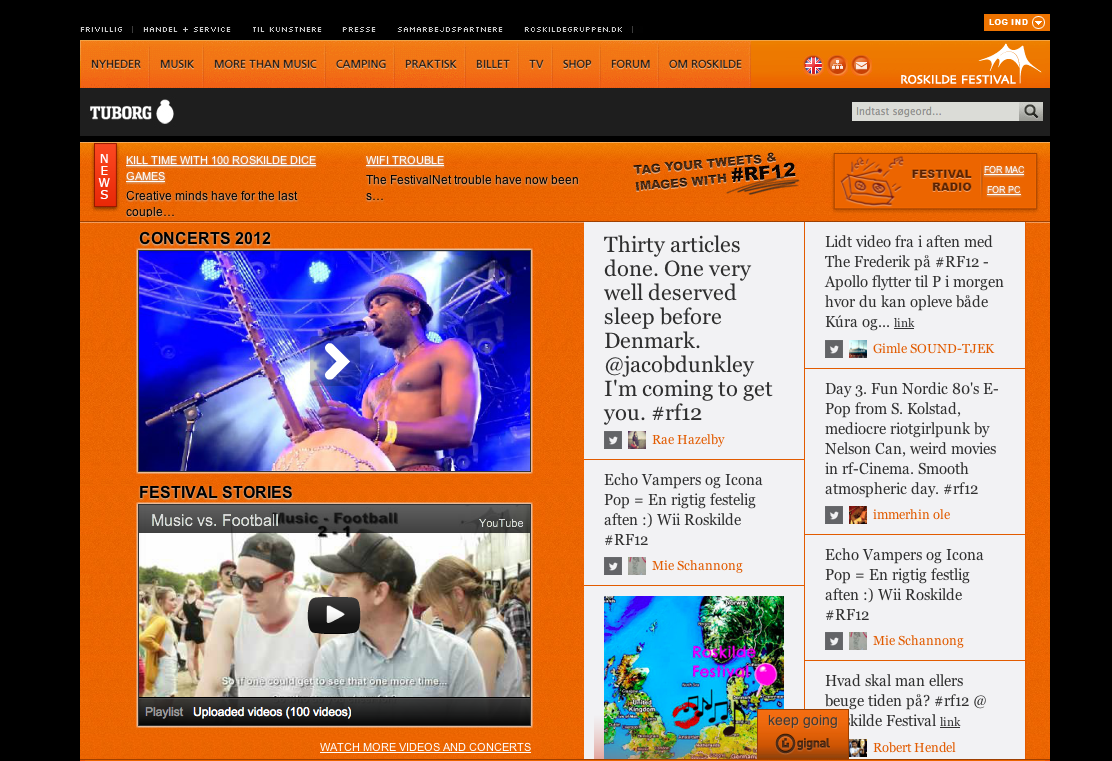 FRIVILLIG
HANDEL + SERVICE
TIL KUNSTNERE
PRESSE
SAMARBEJDSPARTNERE
ROSKILDEGRUPPEN.DK
LOG IND
NYHEDER
MUSIK
MORE THAN MUSIC
CAMPING
PRAKTISK
BILLET
TV
SHOP
FORUM
OM ROSKILDE
ROSKILDE FESTIVAL
TUBORG
Indtast søgeord...
NEWS
KILL TIME WITH 100 ROSKILDE DICE
GAMES
Creative minds have for the last
couple…
WIFI TROUBLE
The FestivalNet trouble have now been
s…
TAG YOUR TWEETS &
IMAGES WITH #RF12
FESTIVAL
RADIO
FOR MAC
FOR PC
CONCERTS 2012
FESTIVAL STORIES
Music vs. Football
Music - Football
2 - 1
YouTube
So if one could get to see that one more time...
Playlist Uploaded videos (100 videos)
WATCH MORE VIDEOS AND CONCERTS
Thirty articles
done. One very
well deserved
sleep before
Denmark.
@jacobdunkley
I'm coming to get
you. #rf12
Rae Hazelby
Echo Vampers og Icona
Pop = En rigtig festelig
aften :) Wii Roskilde
#RF12
Mie Schannong
Roskilde
Festival
keep going
gignal
Lidt video fra i aften med
The Frederik på #RF12 -
Apollo flytter til P i morgen
hvor du kan opleve både
Kúra og... link
Gimle SOUND-TJEK
Day 3. Fun Nordic 80's E-
Pop from S. Kolstad,
mediocre riotgirlpunk by
Nelson Can, weird movies
in rf-Cinema. Smooth
atmospheric day. #rf12
immerhin ole
Echo Vampers og Icona
Pop = En rigtig festlig
aften :) Wii Roskilde
#RF12
Mie Schannong
Hvad skal man ellers
beuge tiden på? #rf12 @
skilde Festival link
Robert Hendel